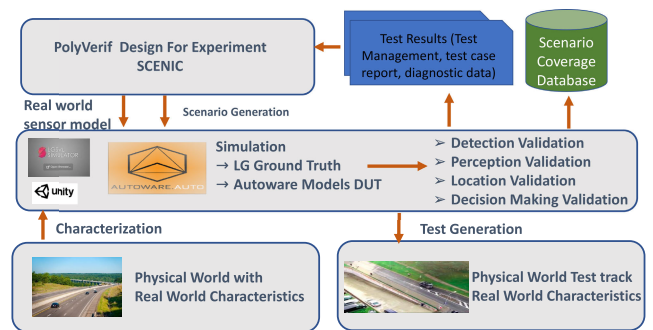 PolyVerif Design For Experiment
SCENIC
Test Results (Test
Management, test case
report, diagnostic data)
Scenario
Coverage
Database
Real world
sensor model
Scenario Generation
unity
AUTOWARE.AUTO
Simulation
→ LG Ground Truth
→ Autoware Models DUT
➢ Detection Validation
➢ Perception Validation
➢ Location Validation
➢ Decision Making Validation
Characterization
Test Generation
Physical World with
Real World Characteristics
Physical World Test track
Real World Characteristics